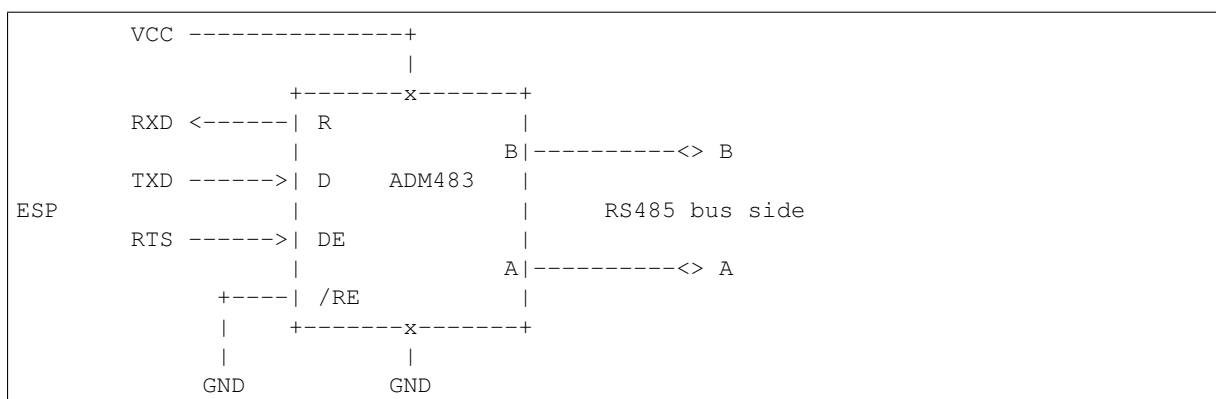 VCC ---------------+
                           |
                   +-------x-------+
        RXD <------| R             |
                   |              B|----------<> B
        TXD ------>| D    ADM483   |
ESP                |               |     RS485 bus side
        RTS ------>| DE            |
                   |              A|----------<> A
              +----| /RE           |
              |    +-------x-------+
              |            |
             GND          GND